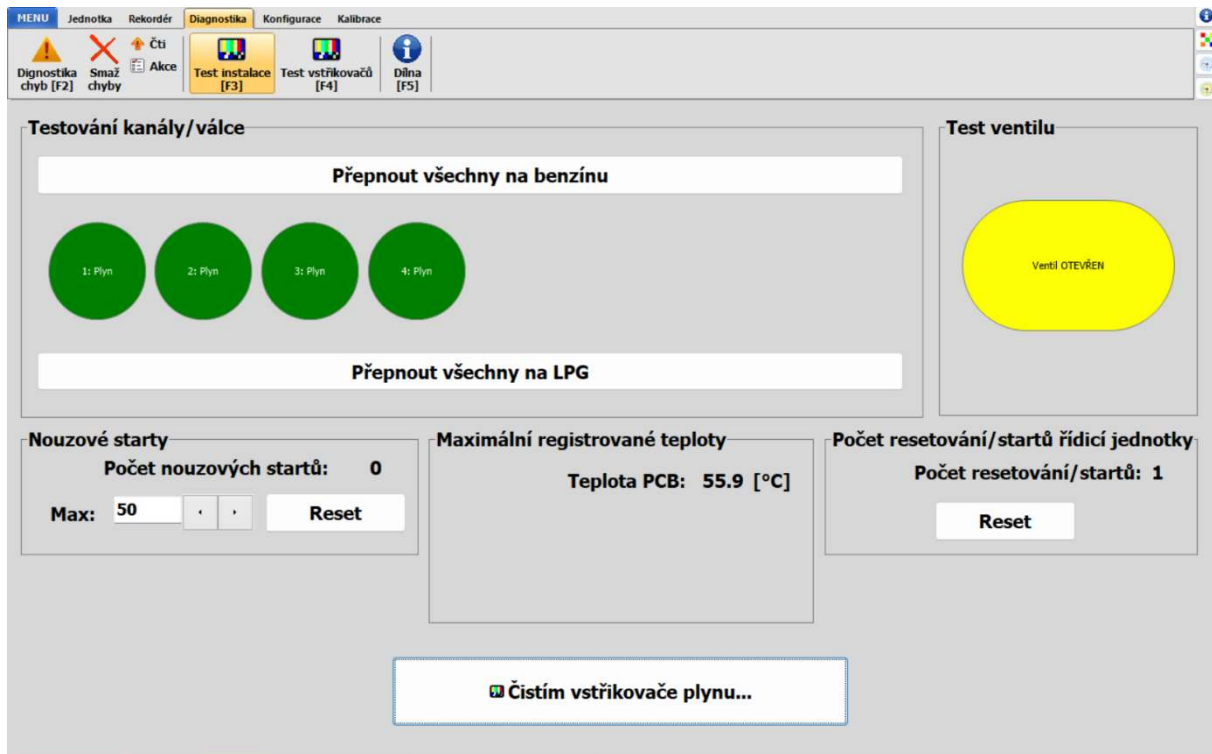 MENU Jednotka Rekordér Diagnostika Konfigurace Kalibrace
Dignostika chyb [F2]
Smaž chyby
Čti
Akce
Test instalace [F3]
Test vstřikovačů [F4]
Dílna [F5]
Testování kanály/válce
Přepnout všechny na benzínu
1: Plyn 2: Plyn 3: Plyn 4: Plyn
Přepnout všechny na LPG
Test ventilu
Ventil OTEVŘEN
Nouzové starty
Počet nouzových startů: 0
Max: 50 Reset
Maximální registrované teploty
Teplota PCB: 55.9 [°C]
Počet resetování/startů řídicí jednotky
Počet resetování/startů: 1
Reset
Čistím vstřikovače plynu...